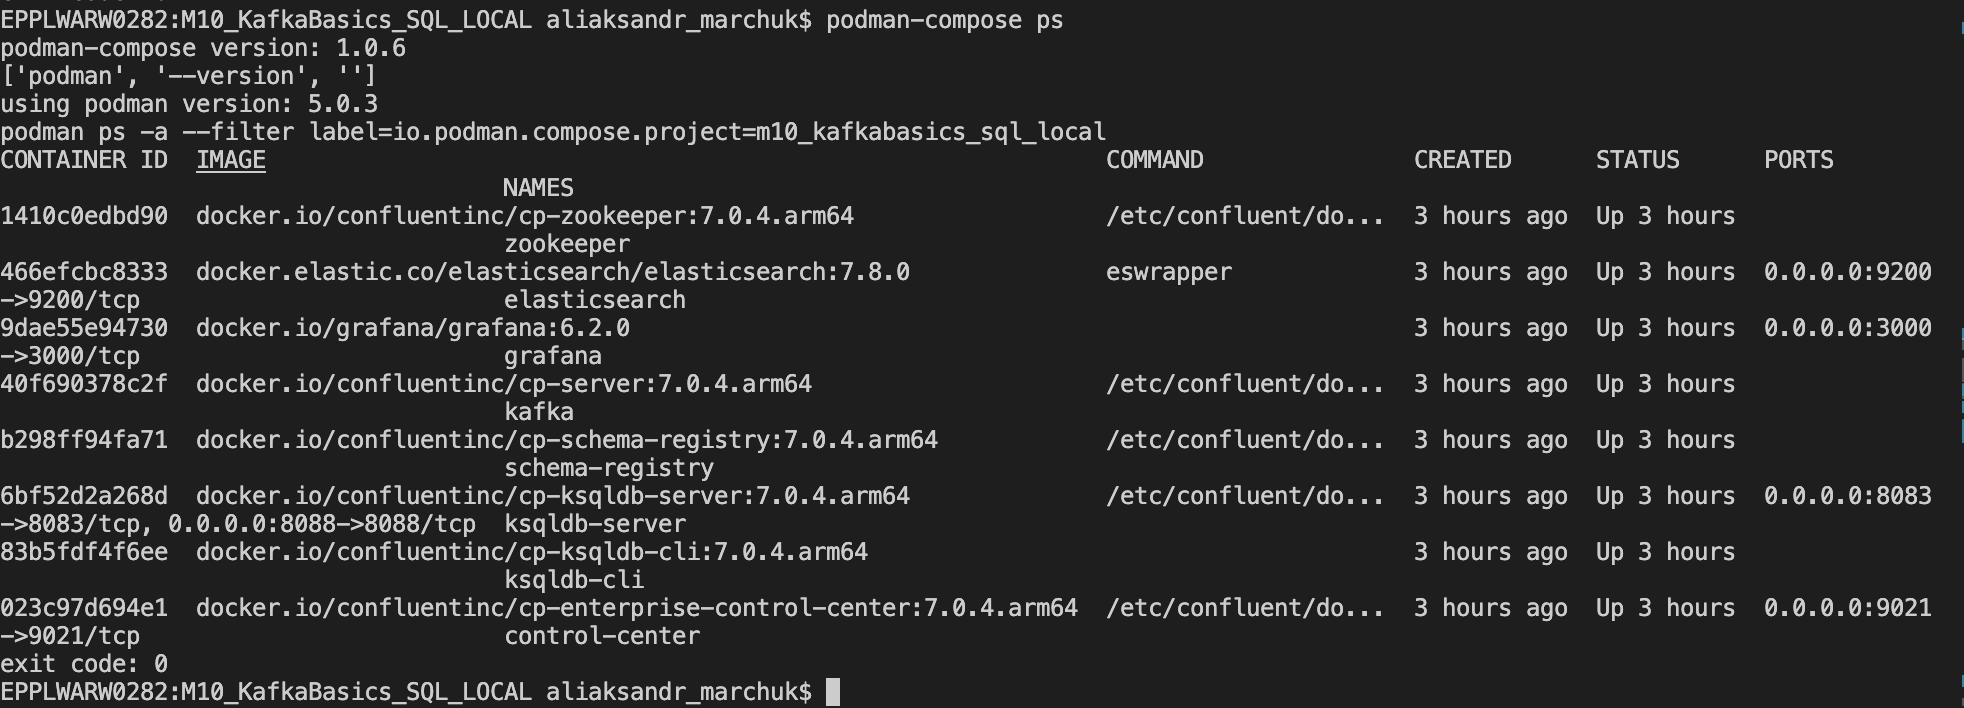 EPPLWARW0282:M10_KafkaBasics_SQL_LOCAL aliaksandr_marchuk$ podman-compose ps
podman-compose version: 1.0.6
['podman', '--version', '']
using podman version: 5.0.3
podman ps -a --filter label=io.podman.compose.project=m10_kafkabasics_sql_local
CONTAINER ID  IMAGE                                                            COMMAND               CREATED      STATUS      PORTS
                                    NAMES
1410c0edbd90  docker.io/confluentinc/cp-zookeeper:7.0.4.arm64                  /etc/confluent/do...  3 hours ago  Up 3 hours
                                    zookeeper
466efcbc8333  docker.elastic.co/elasticsearch/elasticsearch:7.8.0              eswrapper             3 hours ago  Up 3 hours  0.0.0.0:9200
->9200/tcp                          elasticsearch
9dae55e94730  docker.io/grafana/grafana:6.2.0                                                        3 hours ago  Up 3 hours  0.0.0.0:3000
->3000/tcp                          grafana
40f690378c2f  docker.io/confluentinc/cp-server:7.0.4.arm64                     /etc/confluent/do...  3 hours ago  Up 3 hours
                                    kafka
b298ff94fa71  docker.io/confluentinc/cp-schema-registry:7.0.4.arm64            /etc/confluent/do...  3 hours ago  Up 3 hours
                                    schema-registry
6bf52d2a268d  docker.io/confluentinc/cp-ksqldb-server:7.0.4.arm64              /etc/confluent/do...  3 hours ago  Up 3 hours  0.0.0.0:8083
->8083/tcp, 0.0.0.0:8088->8088/tcp  ksqldb-server
83b5fdf4f6ee  docker.io/confluentinc/cp-ksqldb-cli:7.0.4.arm64                                       3 hours ago  Up 3 hours
                                    ksqldb-cli
023c97d694e1  docker.io/confluentinc/cp-enterprise-control-center:7.0.4.arm64  /etc/confluent/do...  3 hours ago  Up 3 hours  0.0.0.0:9021
->9021/tcp                          control-center
exit code: 0
EPPLWARW0282:M10_KafkaBasics_SQL_LOCAL aliaksandr_marchuk$